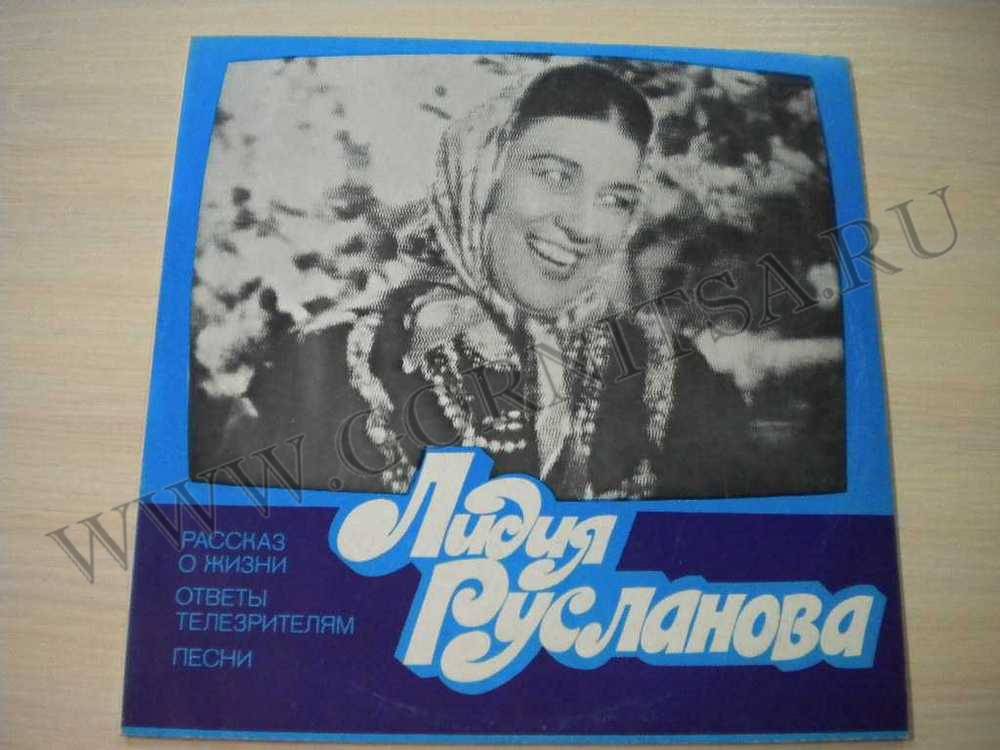 WWW.GORNITSA.RU
Лидия
Русланова
РАССКАЗ
О ЖИЗНИ
ОТВЕТЫ
ТЕЛЕЗРИТЕЛЯМ
ПЕСНИ